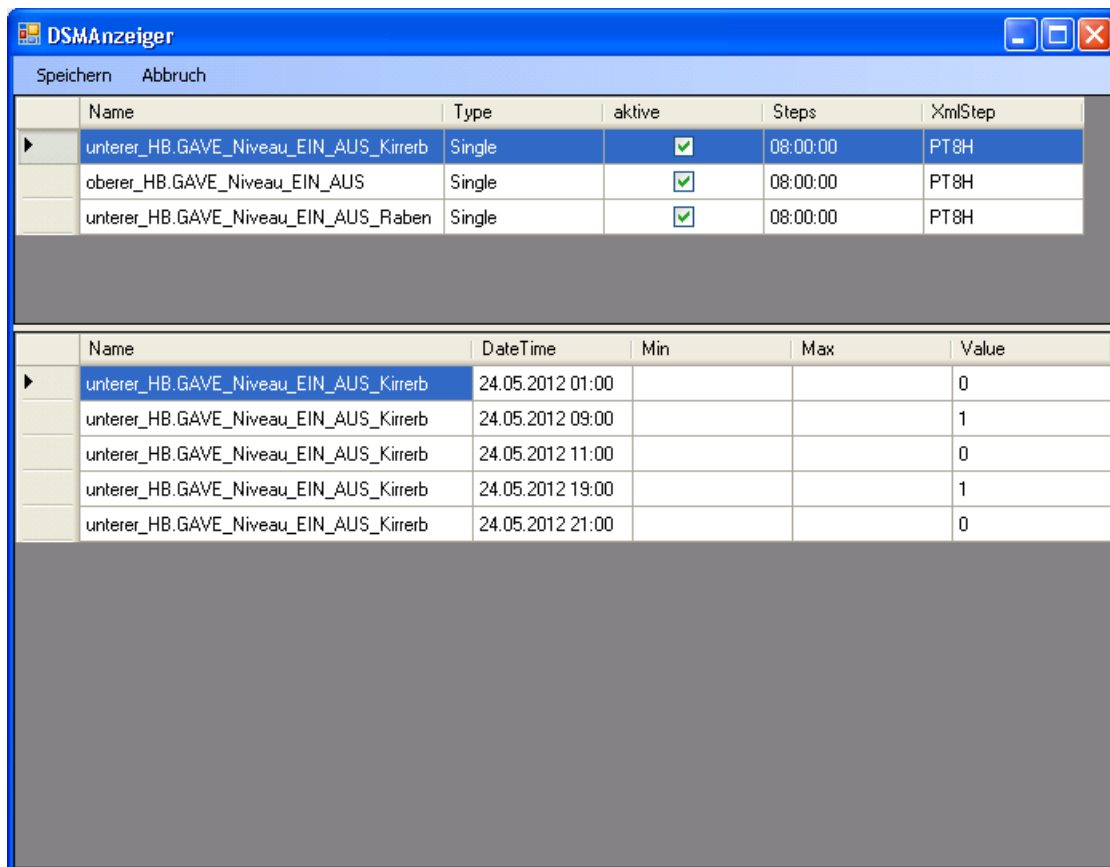 DSMAnzeiger
Speichern Abbruch
Name Type aktive Steps XmlStep
unterer_HB.GAVE_Niveau_EIN_AUS_Kirrerb Single 08:00:00 PT8H
oberer_HB.GAVE_Niveau_EIN_AUS Single 08:00:00 PT8H
unterer_HB.GAVE_Niveau_EIN_AUS_Raben Single 08:00:00 PT8H
Name DateTime Min Max Value
unterer_HB.GAVE_Niveau_EIN_AUS_Kirrerb 24.05.2012 01:00 0
unterer_HB.GAVE_Niveau_EIN_AUS_Kirrerb 24.05.2012 09:00 1
unterer_HB.GAVE_Niveau_EIN_AUS_Kirrerb 24.05.2012 11:00 0
unterer_HB.GAVE_Niveau_EIN_AUS_Kirrerb 24.05.2012 19:00 1
unterer_HB.GAVE_Niveau_EIN_AUS_Kirrerb 24.05.2012 21:00 0